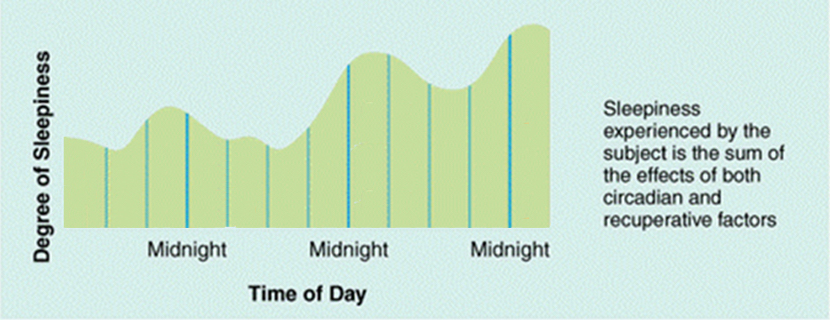 Degree of Sleepiness
Sleepiness
experienced by the
subject is the sum of
the effects of both
circadian and
recuperative factors
Midnight Midnight Midnight
Time of Day